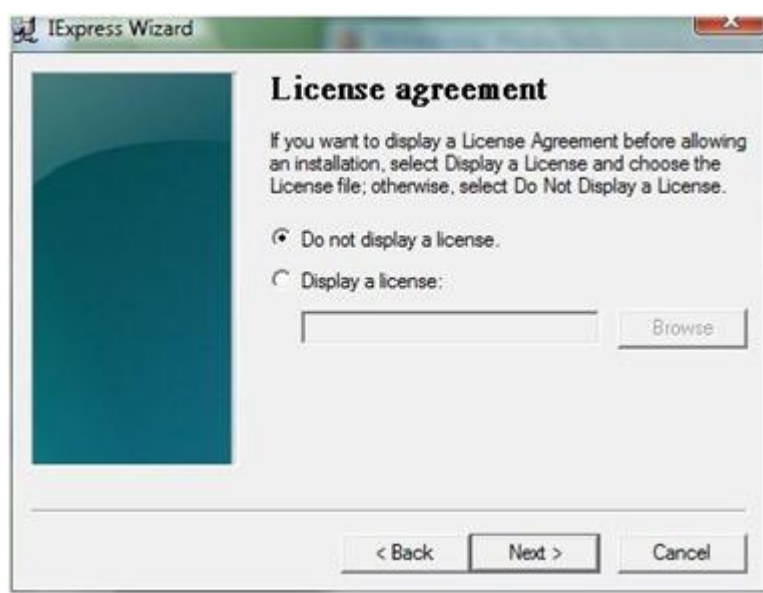 IExpress Wizard
License agreement
If you want to display a License Agreement before allowing
an installation, select Display a License and choose the
License file; otherwise, select Do Not Display a License.
Do not display a license.
Display a license:
Browse
< Back
Next >
Cancel